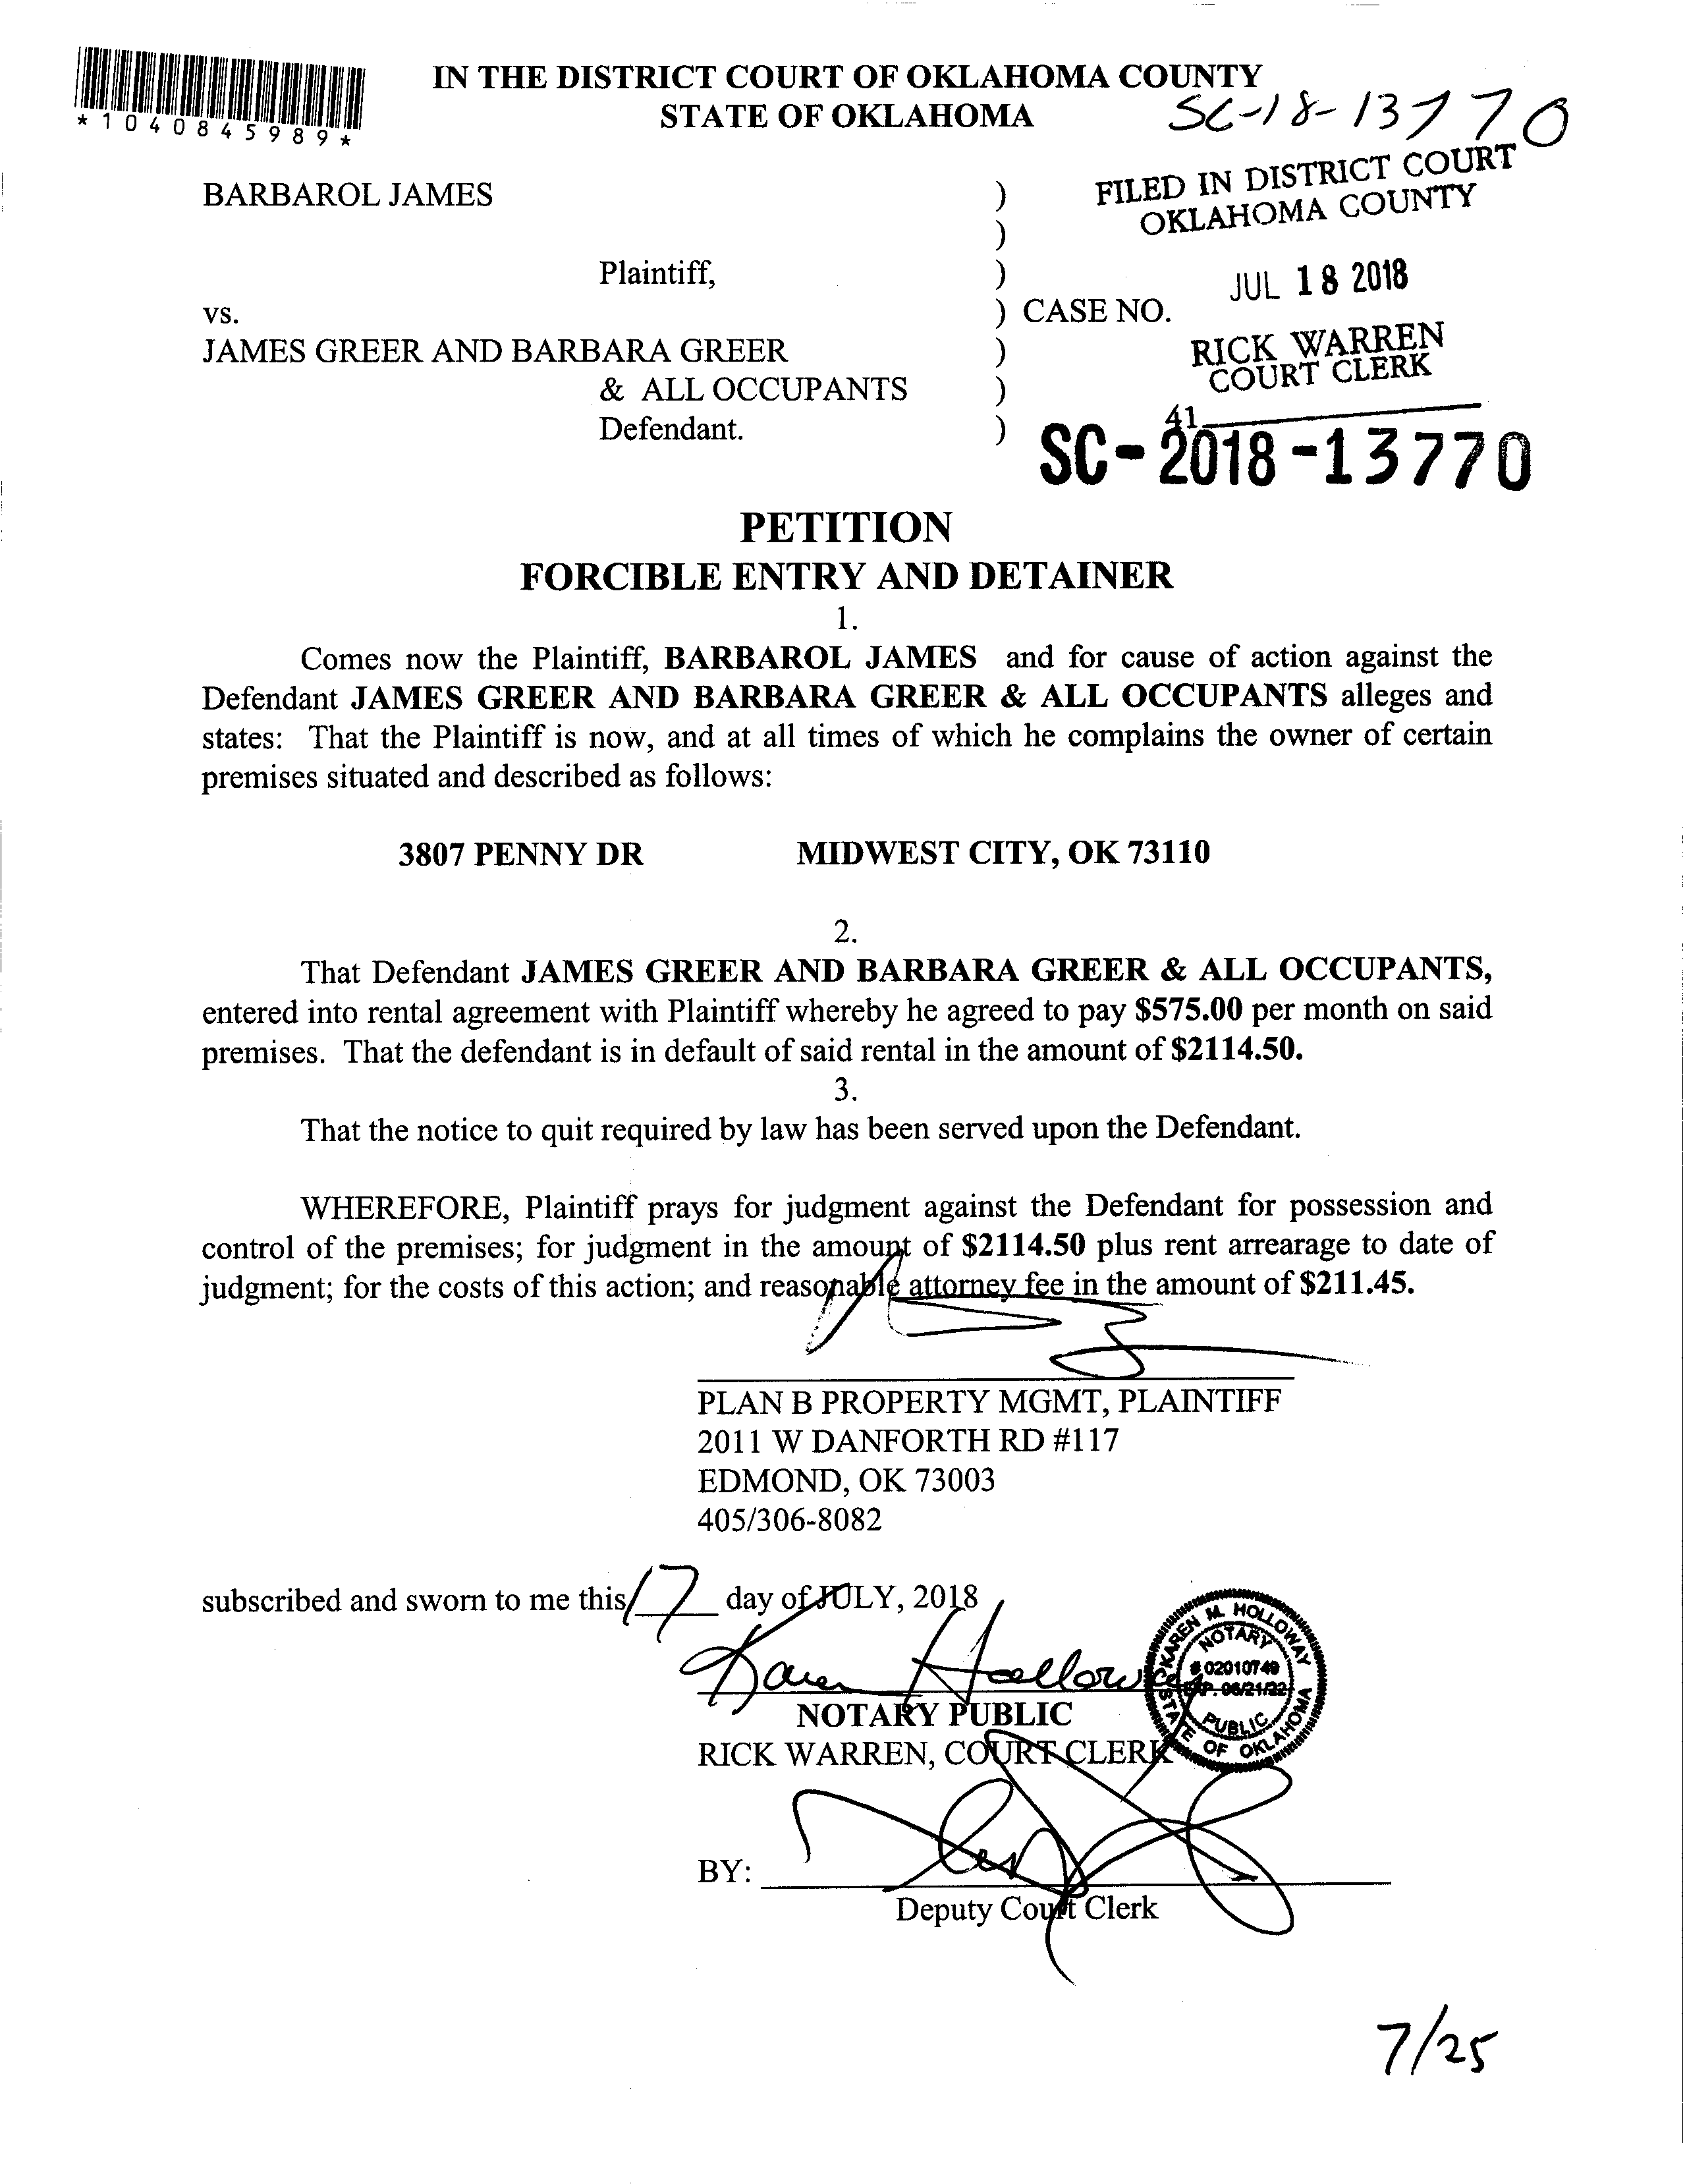 *1040845989*
IN THE DISTRICT COURT OF OKLAHOMA COUNTY
STATE OF OKLAHOMA
SC-18-13770
BARBAROL JAMES )
)
Plaintiff, )
vs. ) CASE NO.
JAMES GREER AND BARBARA GREER )
& ALL OCCUPANTS )
Defendant. )
FILED IN DISTRICT COURT
OKLAHOMA COUNTY
JUL 18 2018
RICK WARREN
COURT CLERK
41
SC-2018-13770
PETITION
FORCIBLE ENTRY AND DETAINER
1.
Comes now the Plaintiff, BARBAROL JAMES and for cause of action against the
Defendant JAMES GREER AND BARBARA GREER & ALL OCCUPANTS alleges and
states: That the Plaintiff is now, and at all times of which he complains the owner of certain
premises situated and described as follows:
3807 PENNY DR MIDWEST CITY, OK 73110
2.
That Defendant JAMES GREER AND BARBARA GREER & ALL OCCUPANTS,
entered into rental agreement with Plaintiff whereby he agreed to pay $575.00 per month on said
premises. That the defendant is in default of said rental in the amount of $2114.50.
3.
That the notice to quit required by law has been served upon the Defendant.
WHEREFORE, Plaintiff prays for judgment against the Defendant for possession and
control of the premises; for judgment in the amount of $2114.50 plus rent arrearage to date of
judgment; for the costs of this action; and reasonable attorney fee in the amount of $211.45.
PLAN B PROPERTY MGMT, PLAINTIFF
2011 W DANFORTH RD #117
EDMOND, OK 73003
405/306-8082
subscribed and sworn to me this 17 day of JULY, 2018
Karen Holloway
NOTARY PUBLIC
RICK WARREN, COURT CLERK
KAREN M. HOLLOWAY
NOTARY
# 02010749
EXP. 06/21/22
PUBLIC
STATE OF OKLAHOMA
BY:
Deputy Court Clerk
7/25